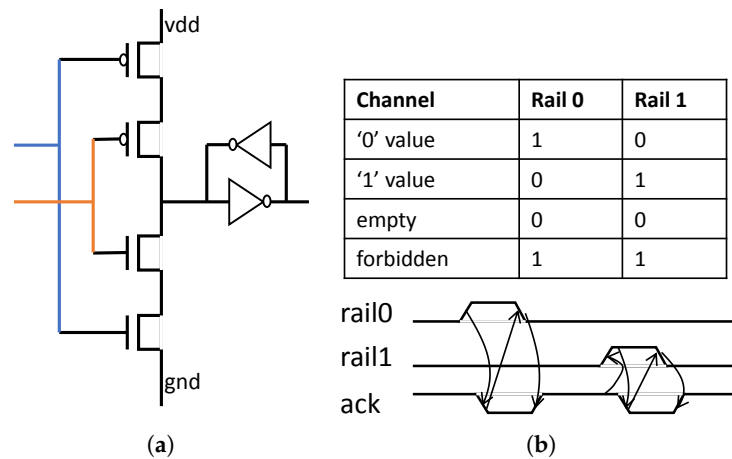 vdd
gnd
(a)
Channel Rail 0 Rail 1
‘0’ value 1 0
‘1’ value 0 1
empty 0 0
forbidden 1 1
rail0
rail1
ack
(b)